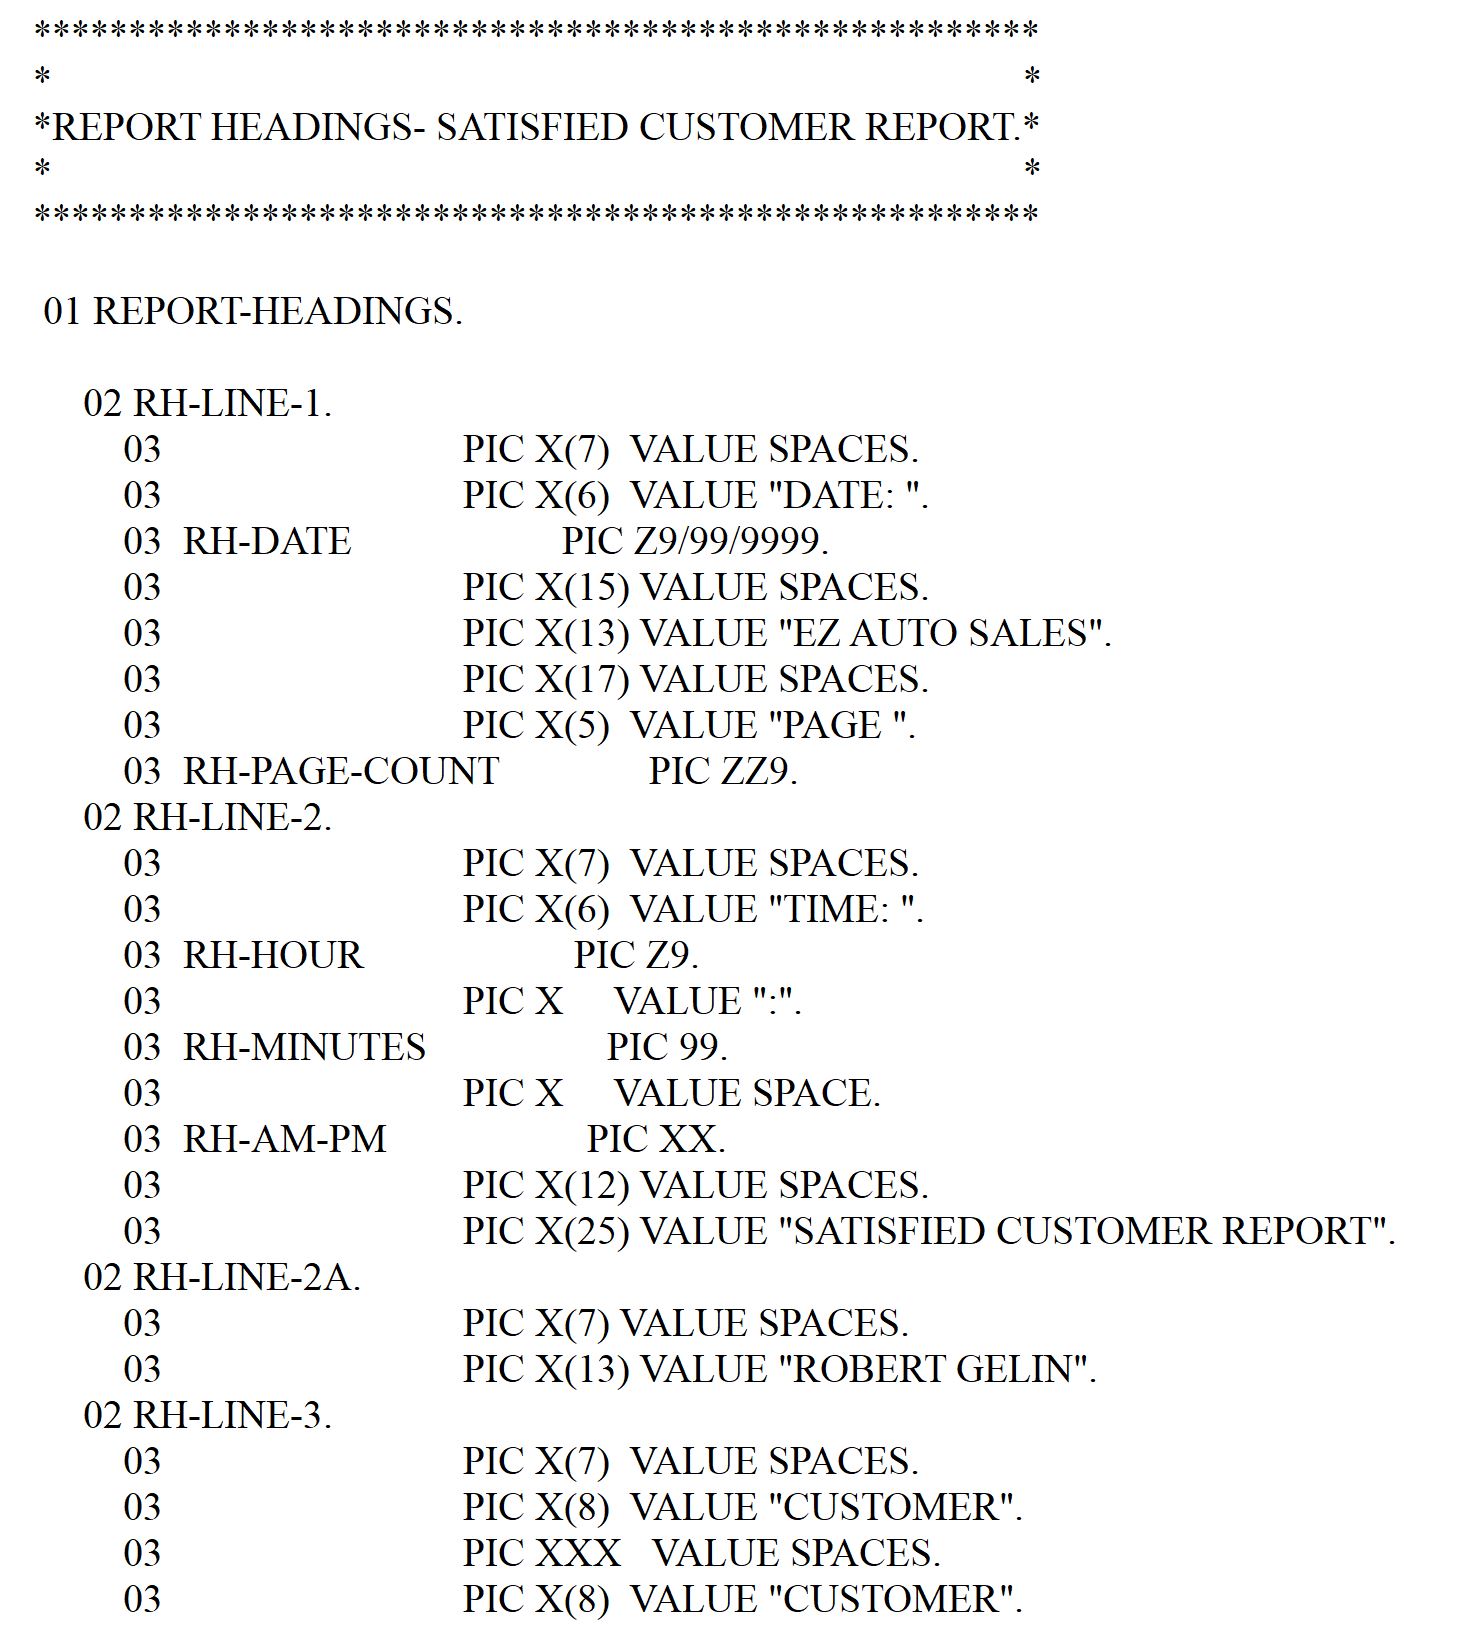 *****************************************************
*                                                   *
*REPORT HEADINGS- SATISFIED CUSTOMER REPORT.*
*                                                   *
*****************************************************
01 REPORT-HEADINGS.
02 RH-LINE-1.
03 PIC X(7) VALUE SPACES.
03 PIC X(6) VALUE "DATE: ".
03 RH-DATE PIC Z9/99/9999.
03 PIC X(15) VALUE SPACES.
03 PIC X(13) VALUE "EZ AUTO SALES".
03 PIC X(17) VALUE SPACES.
03 PIC X(5) VALUE "PAGE ".
03 RH-PAGE-COUNT PIC ZZ9.
02 RH-LINE-2.
03 PIC X(7) VALUE SPACES.
03 PIC X(6) VALUE "TIME: ".
03 RH-HOUR PIC Z9.
03 PIC X VALUE ":".
03 RH-MINUTES PIC 99.
03 PIC X VALUE SPACE.
03 RH-AM-PM PIC XX.
03 PIC X(12) VALUE SPACES.
03 PIC X(25) VALUE "SATISFIED CUSTOMER REPORT".
02 RH-LINE-2A.
03 PIC X(7) VALUE SPACES.
03 PIC X(13) VALUE "ROBERT GELIN".
02 RH-LINE-3.
03 PIC X(7) VALUE SPACES.
03 PIC X(8) VALUE "CUSTOMER".
03 PIC XXX VALUE SPACES.
03 PIC X(8) VALUE "CUSTOMER".